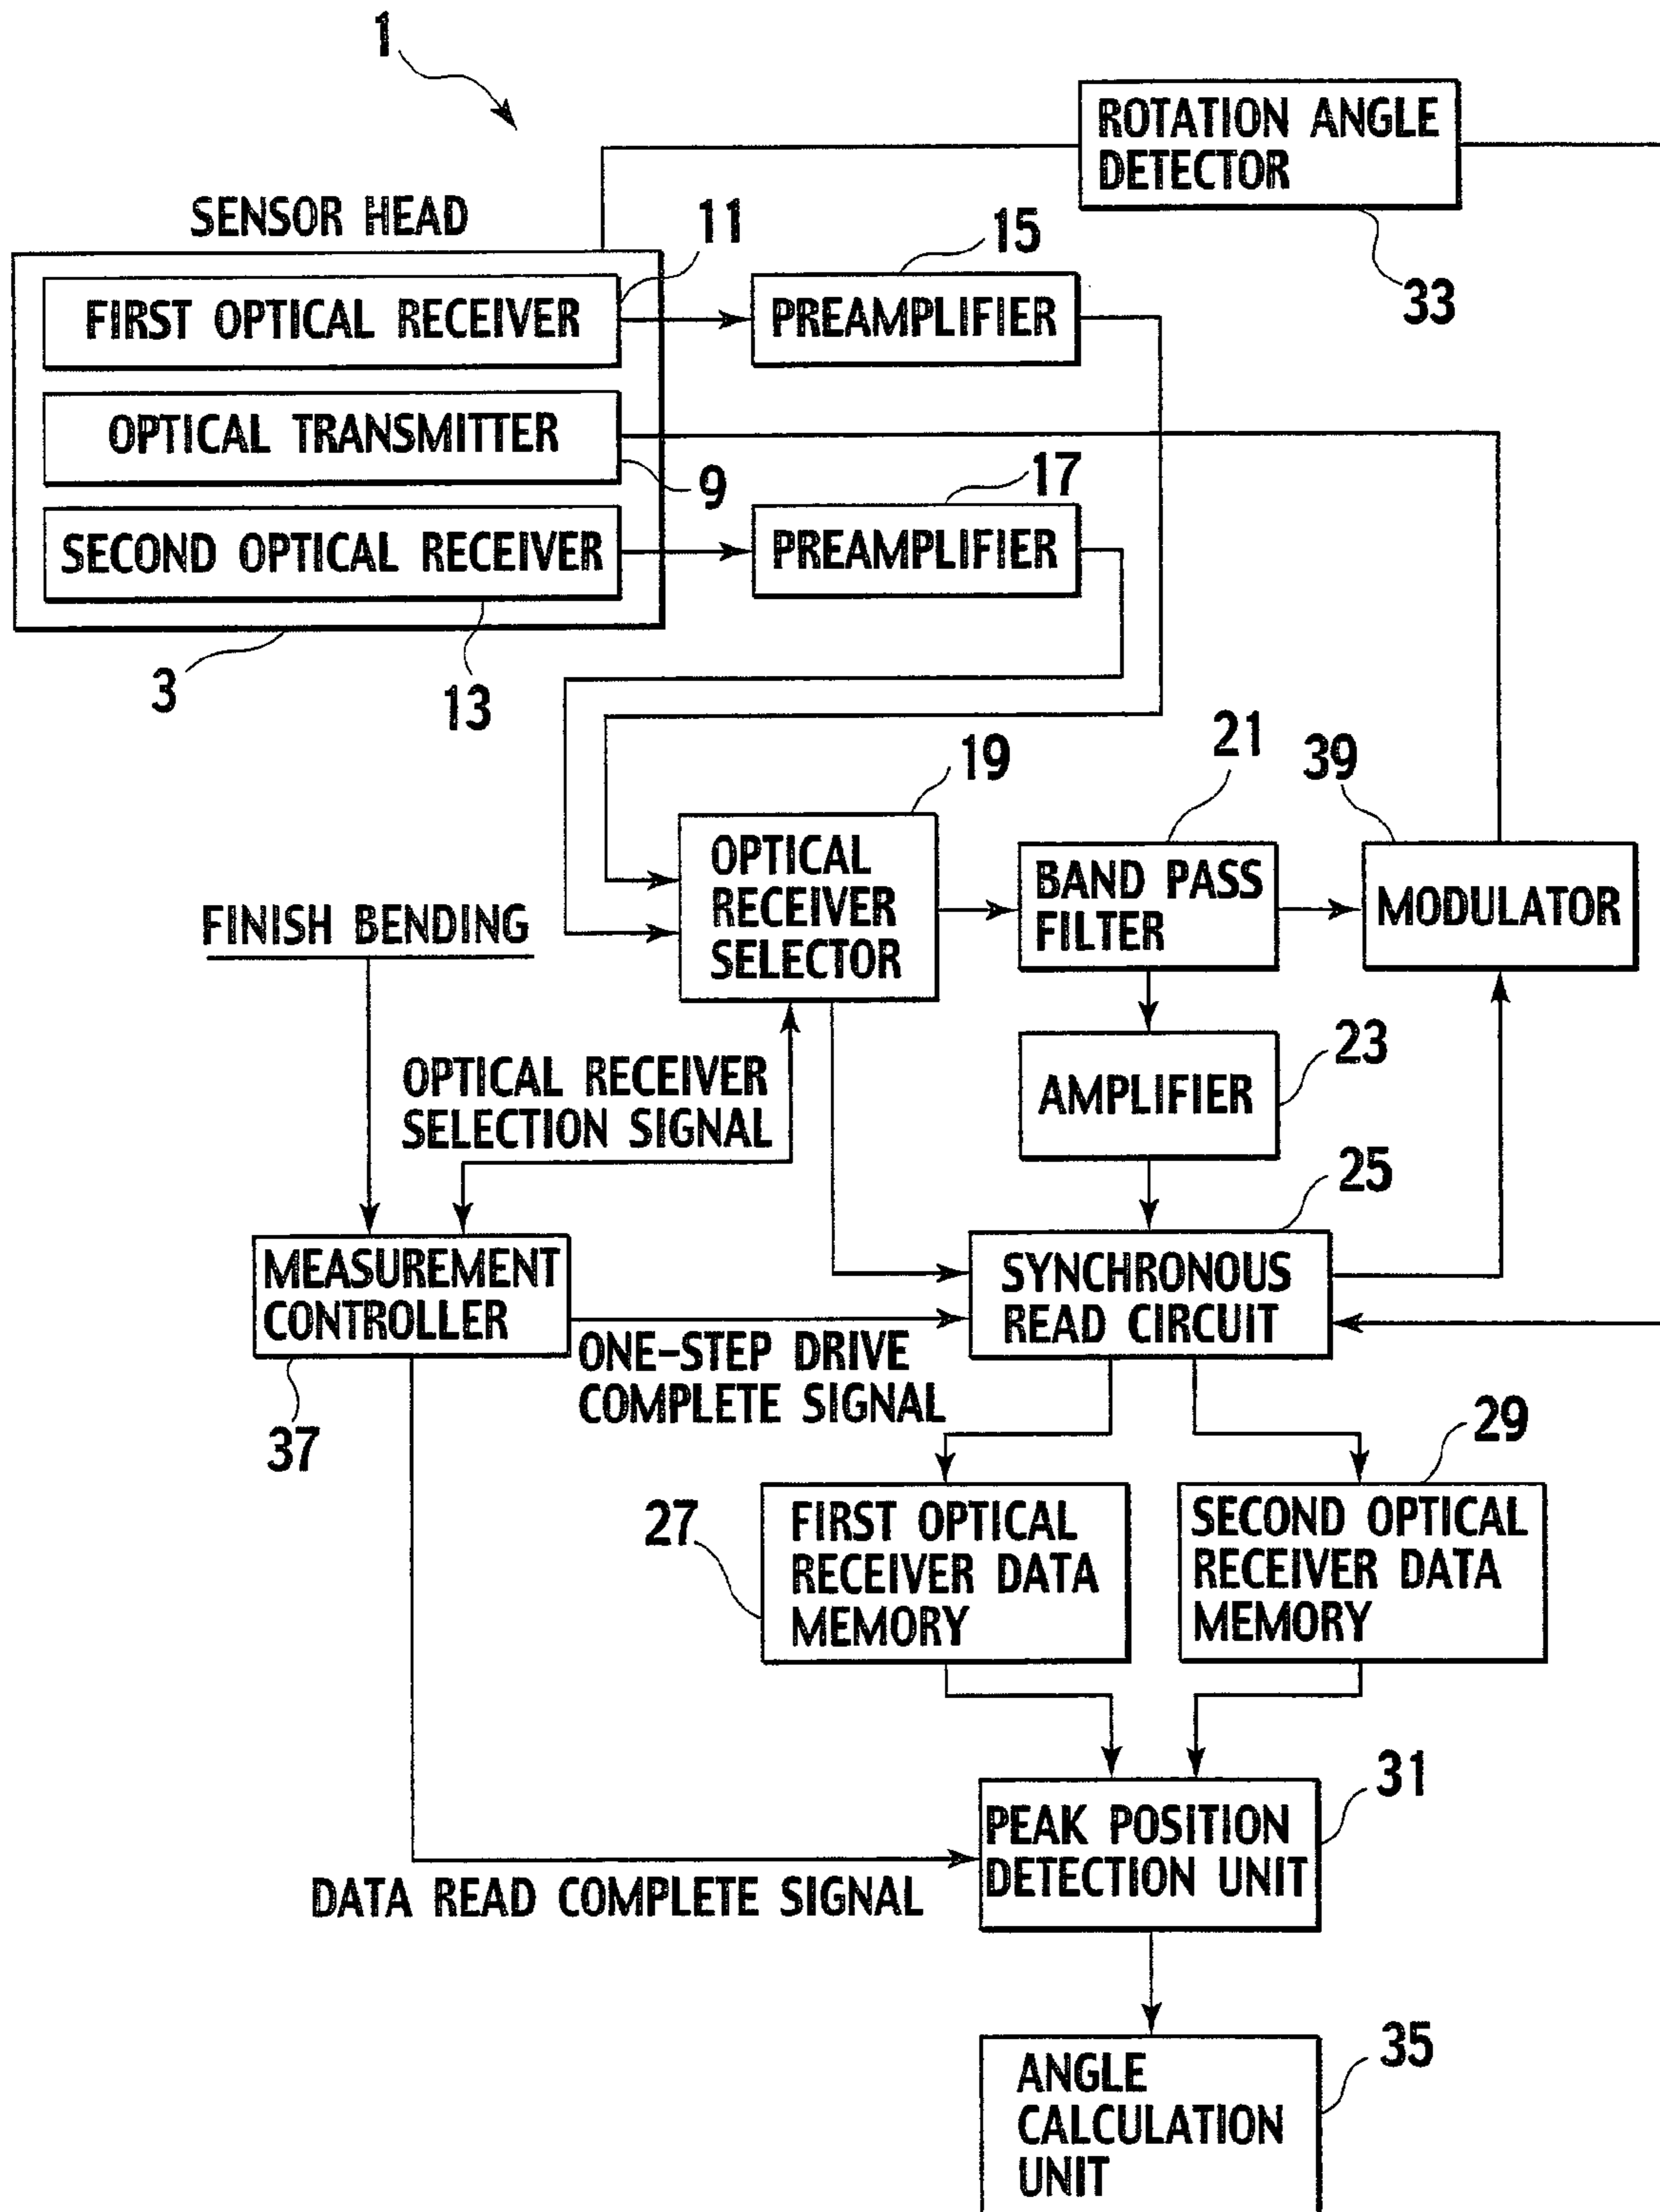 1
ROTATION ANGLE
DETECTOR
33
SENSOR HEAD
11
15
FIRST OPTICAL RECEIVER
PREAMPLIFIER
OPTICAL TRANSMITTER
9
17
SECOND OPTICAL RECEIVER
PREAMPLIFIER
3
13
19
21
39
OPTICAL
RECEIVER
SELECTOR
BAND PASS
FILTER
MODULATOR
FINISH BENDING
OPTICAL RECEIVER
SELECTION SIGNAL
AMPLIFIER
23
25
MEASUREMENT
CONTROLLER
SYNCHRONOUS
READ CIRCUIT
ONE-STEP DRIVE
COMPLETE SIGNAL
37
27
29
FIRST OPTICAL
RECEIVER DATA
MEMORY
SECOND OPTICAL
RECEIVER DATA
MEMORY
31
PEAK POSITION
DETECTION UNIT
DATA READ COMPLETE SIGNAL
35
ANGLE
CALCULATION
UNIT